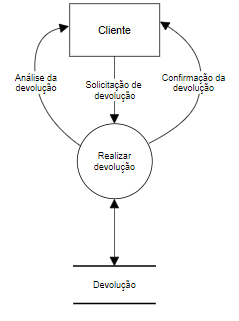 Cliente
Análise da
devolução
Solicitação de
devolução
Confirmação da
devolução
Realizar
devolução
Devolução